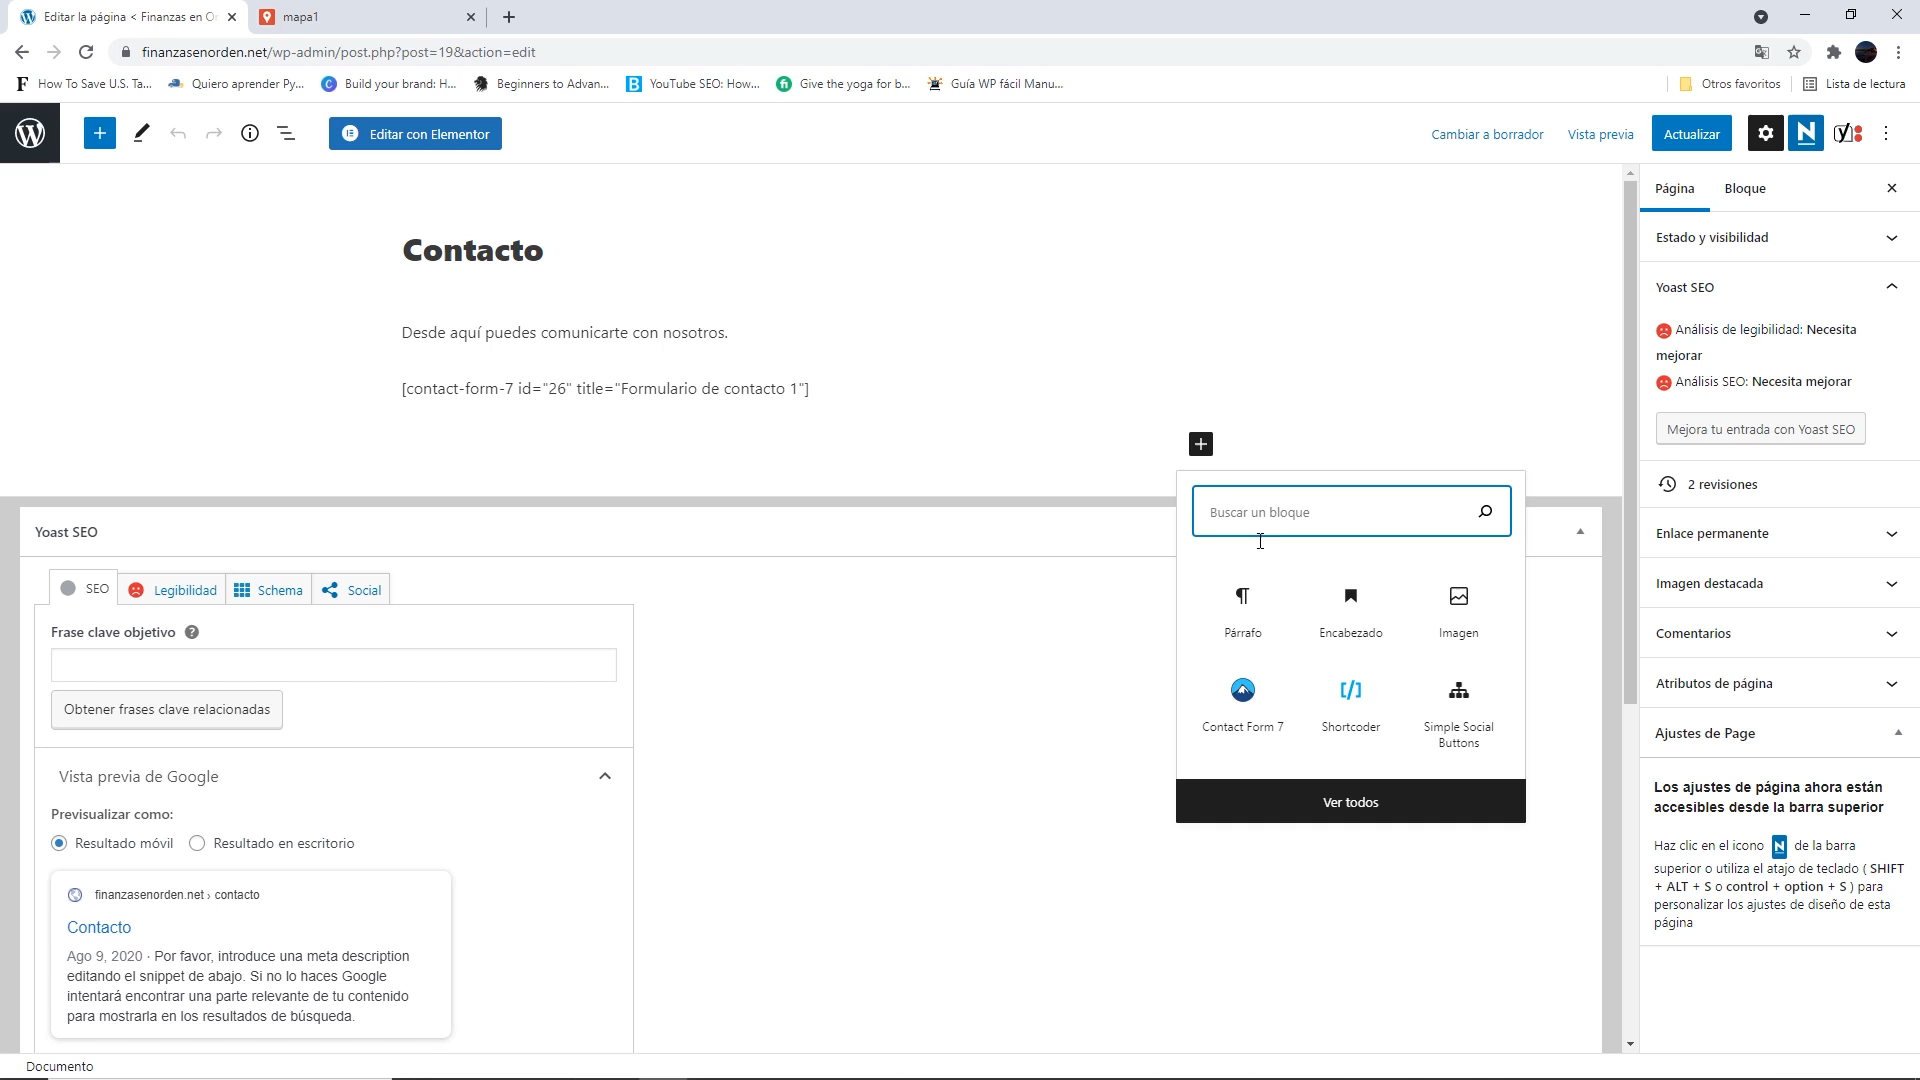 Editar la página < Finanzas en Or
mapa1
finanzasenorden.net/wp-admin/post.php?post=19&action=edit
How To Save U.S. Ta...
Quiero aprender Py...
Build your brand: H...
Beginners to Advan...
YouTube SEO: How...
Give the yoga for b...
Guía WP fácil Manu...
Otros favoritos
Lista de lectura
Editar con Elementor
Cambiar a borrador
Vista previa
Actualizar
Contacto
Desde aquí puedes comunicarte con nosotros.
[contact-form-7 id="26" title="Formulario de contacto 1"]
Buscar un bloque
Párrafo
Encabezado
Imagen
Contact Form 7
Shortcoder
Simple Social
Buttons
Ver todos
Yoast SEO
SEO
Legibilidad
Schema
Social
Frase clave objetivo
Obtener frases clave relacionadas
Vista previa de Google
Previsualizar como:
Resultado móvil
Resultado en escritorio
finanzasenorden.net › contacto
Contacto
Ago 9, 2020 · Por favor, introduce una meta description
editando el snippet de abajo. Si no lo haces Google
intentará encontrar una parte relevante de tu contenido
para mostrarla en los resultados de búsqueda.
Documento
Página
Bloque
Estado y visibilidad
Yoast SEO
Análisis de legibilidad: Necesita
mejorar
Análisis SEO: Necesita mejorar
Mejora tu entrada con Yoast SEO
2 revisiones
Enlace permanente
Imagen destacada
Comentarios
Atributos de página
Ajustes de Page
Los ajustes de página ahora están
accesibles desde la barra superior
Haz clic en el icono N de la barra
superior o utiliza el atajo de teclado ( SHIFT
+ ALT + S o control + option + S ) para
personalizar los ajustes de diseño de esta
página